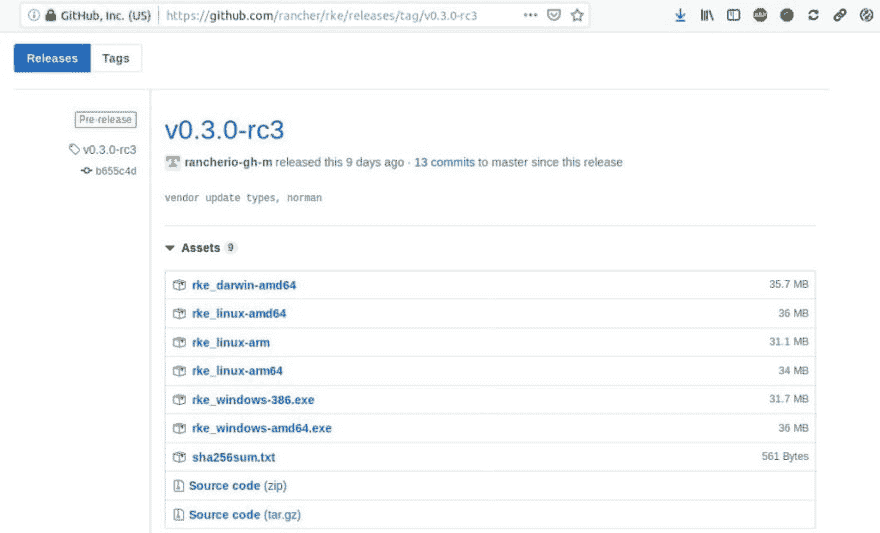 GitHub, Inc. (US) https://github.com/rancher/rke/releases/tag/v0.3.0-rc3
Releases Tags
Pre-release
v0.3.0-rc3
b655c4d
v0.3.0-rc3
rancherio-gh-m released this 9 days ago · 13 commits to master since this release
vendor update types, norman
Assets 9
rke_darwin-amd64 35.7 MB
rke_linux-amd64 36 MB
rke_linux-arm 31.1 MB
rke_linux-arm64 34 MB
rke_windows-386.exe 31.7 MB
rke_windows-amd64.exe 36 MB
sha256sum.txt 561 Bytes
Source code (zip)
Source code (tar.gz)